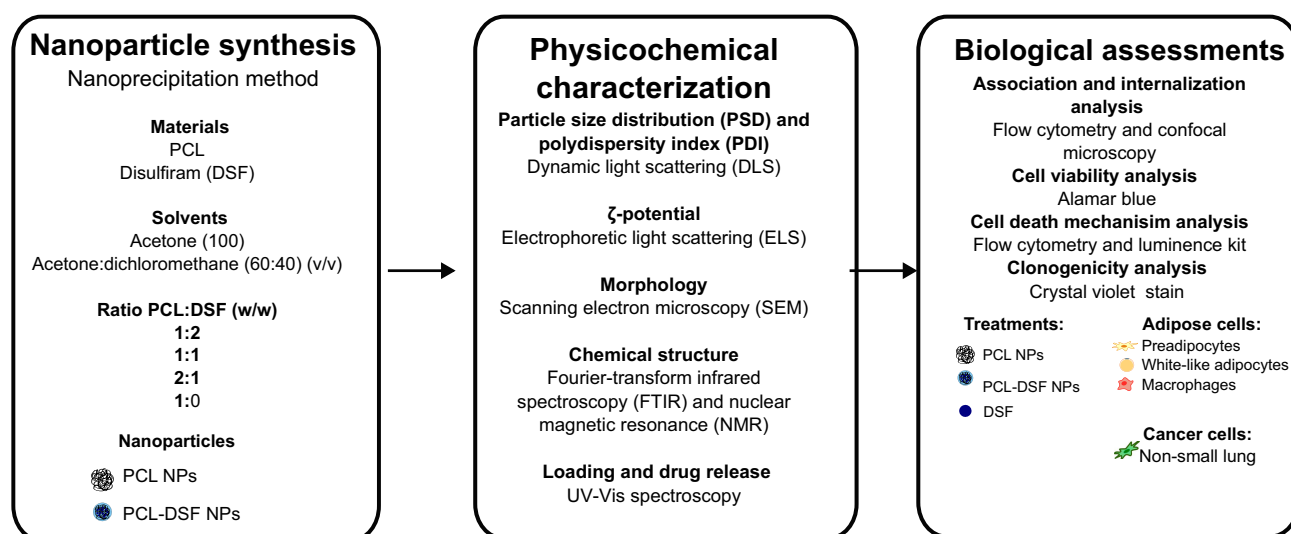 Nanoparticle synthesis
Nanoprecipitation method
Materials
PCL
Disulfiram (DSF)
Solvents
Acetone (100)
Acetone:dichloromethane (60:40) (v/v)
Ratio PCL:DSF (w/w)
1:2
1:1
2:1
1:0
Nanoparticles
PCL NPs
PCL-DSF NPs
Physicochemical
characterization
Particle size distribution (PSD) and
polydispersity index (PDI)
Dynamic light scattering (DLS)
ζ-potential
Electrophoretic light scattering (ELS)
Morphology
Scanning electron microscopy (SEM)
Chemical structure
Fourier-transform infrared
spectroscopy (FTIR) and nuclear
magnetic resonance (NMR)
Loading and drug release
UV-Vis spectroscopy
Biological assessments
Association and internalization
analysis
Flow cytometry and confocal
microscopy
Cell viability analysis
Alamar blue
Cell death mechanisim analysis
Flow cytometry and luminence kit
Clonogenicity analysis
Crystal violet stain
Treatments:
PCL NPs
PCL-DSF NPs
DSF
Adipose cells:
Preadipocytes
White-like adipocytes
Macrophages
Cancer cells:
Non-small lung